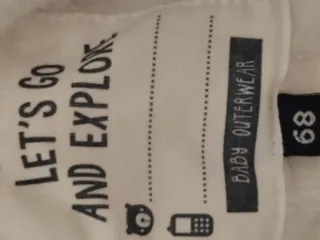 LET'S GO
AND EXPLORE
BABY OUTERWEAR
68